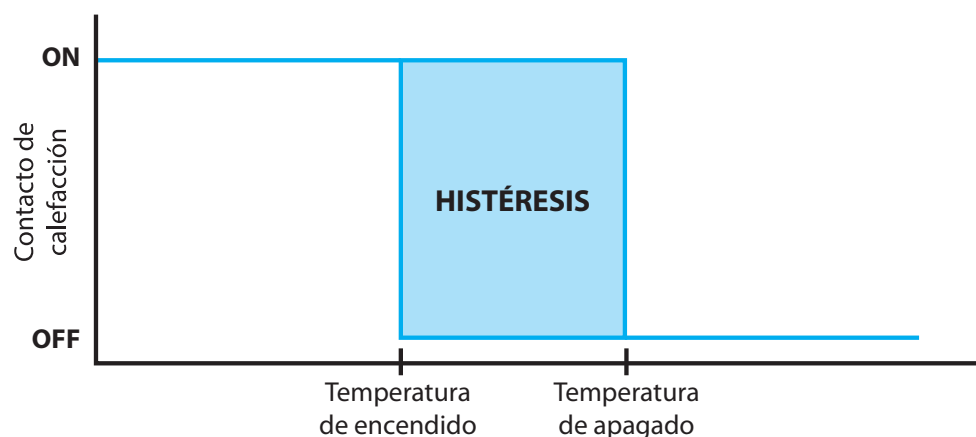 ON
Contacto de
calefacción
HISTÉRESIS
OFF
Temperatura
de encendido
Temperatura
de apagado